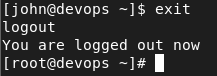 [john@devops ~]$ exit
logout
You are logged out now
[root@devops ~]#